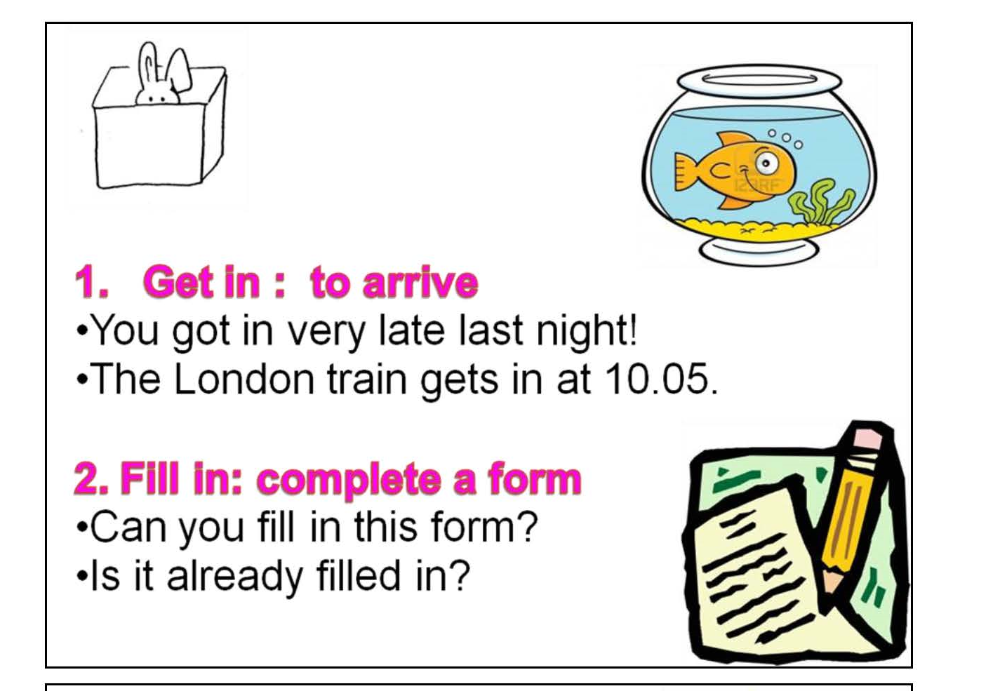 123RF
1. Get in : to arrive
•You got in very late last night!
•The London train gets in at 10.05.
2. Fill in: complete a form
•Can you fill in this form?
•Is it already filled in?